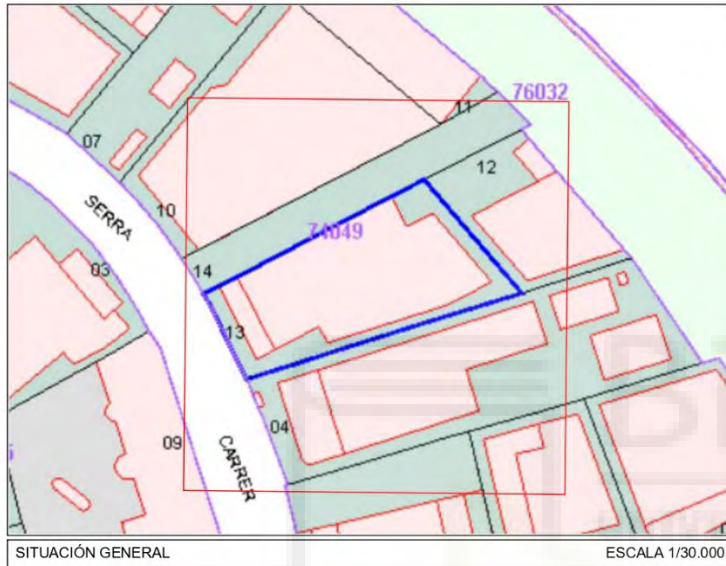 76032
11
07
12
SERRA
10
74049
03
14
13
04
09
CARRER
SITUACIÓN GENERAL
ESCALA 1/30.000